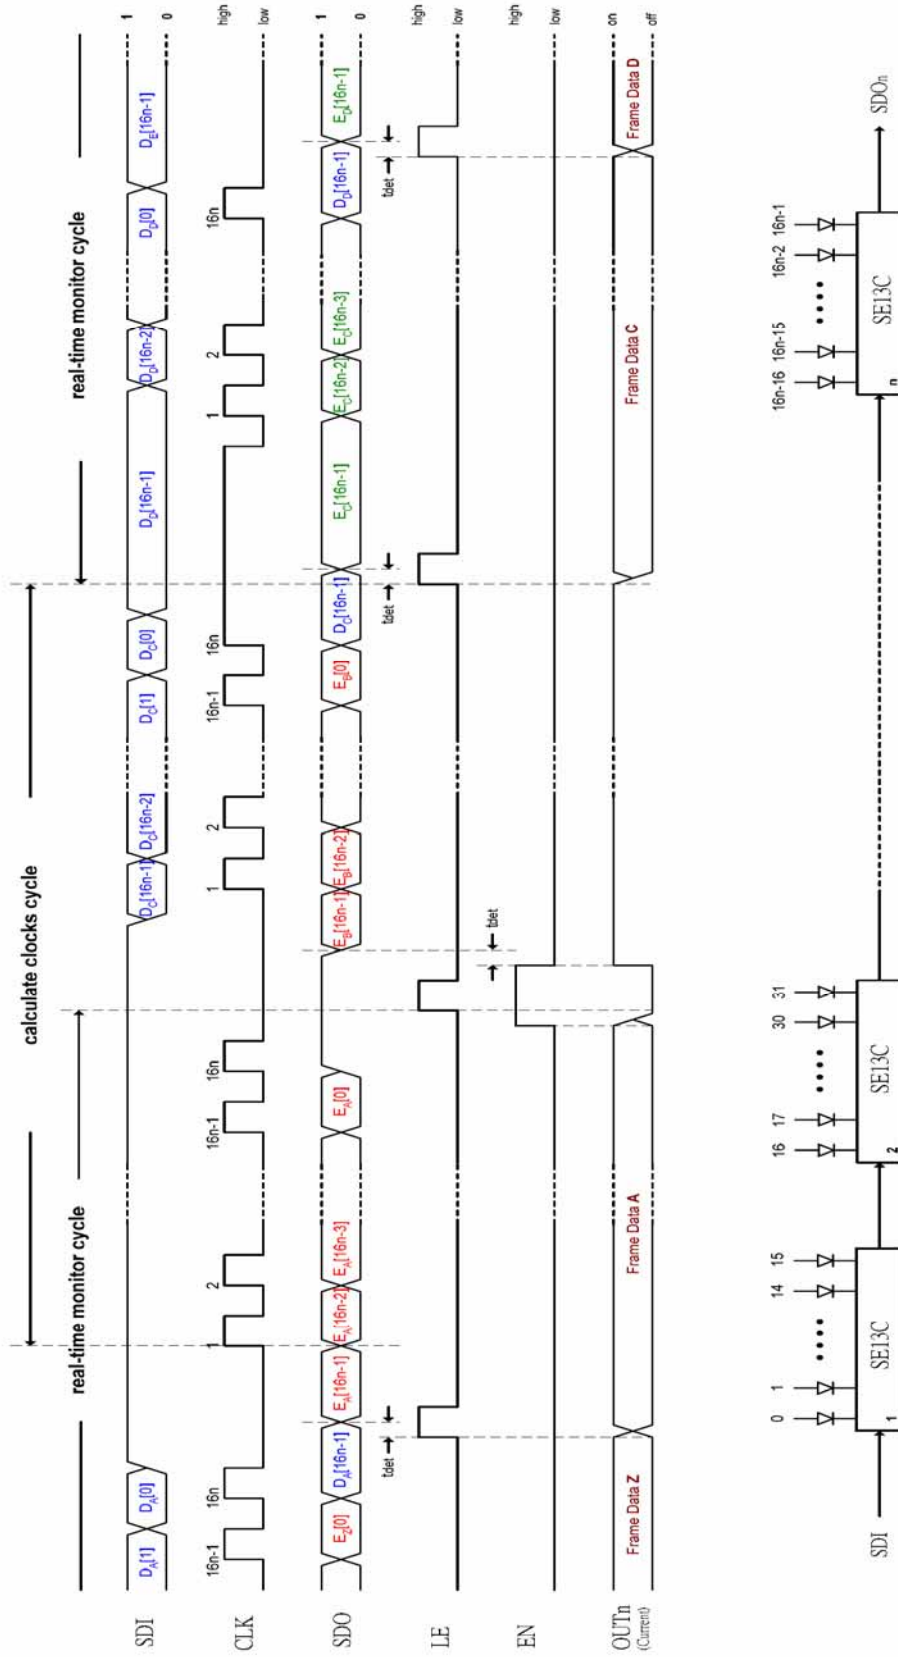 calculate clocks cycle
real-time monitor cycle
real-time monitor cycle
SDI
D_A[1] D_A[0] D_C[16n-1] D_C[16n-2] D_C[1] D_C[0] D_D[16n-1] D_D[16n-2] D_D[0] D_E[16n-1]
1
0
CLK
16n-1 16n 1 2 16n-1 16n 1 2 16n-1 16n 1 2 16n
high
low
SDO
E_Z[0] D_A[16n-1] E_A[16n-1] E_A[16n-2] E_A[16n-3] E_A[0] E_B[16n-1] E_B[16n-2] E_B[0] D_C[16n-1] E_C[16n-1] E_C[16n-2] E_C[16n-3] D_D[16n-1] E_D[16n-1]
1
0
tdet tdet tdet
LE
high
low
tdet
EN
high
low
OUTn
(Current)
Frame Data Z Frame Data A Frame Data C Frame Data D
on
off
0 1 14 15 16 17 30 31 16n-16 16n-15 16n-2 16n-1
SDI SE13C SE13C SE13C SDOn
1 2 n